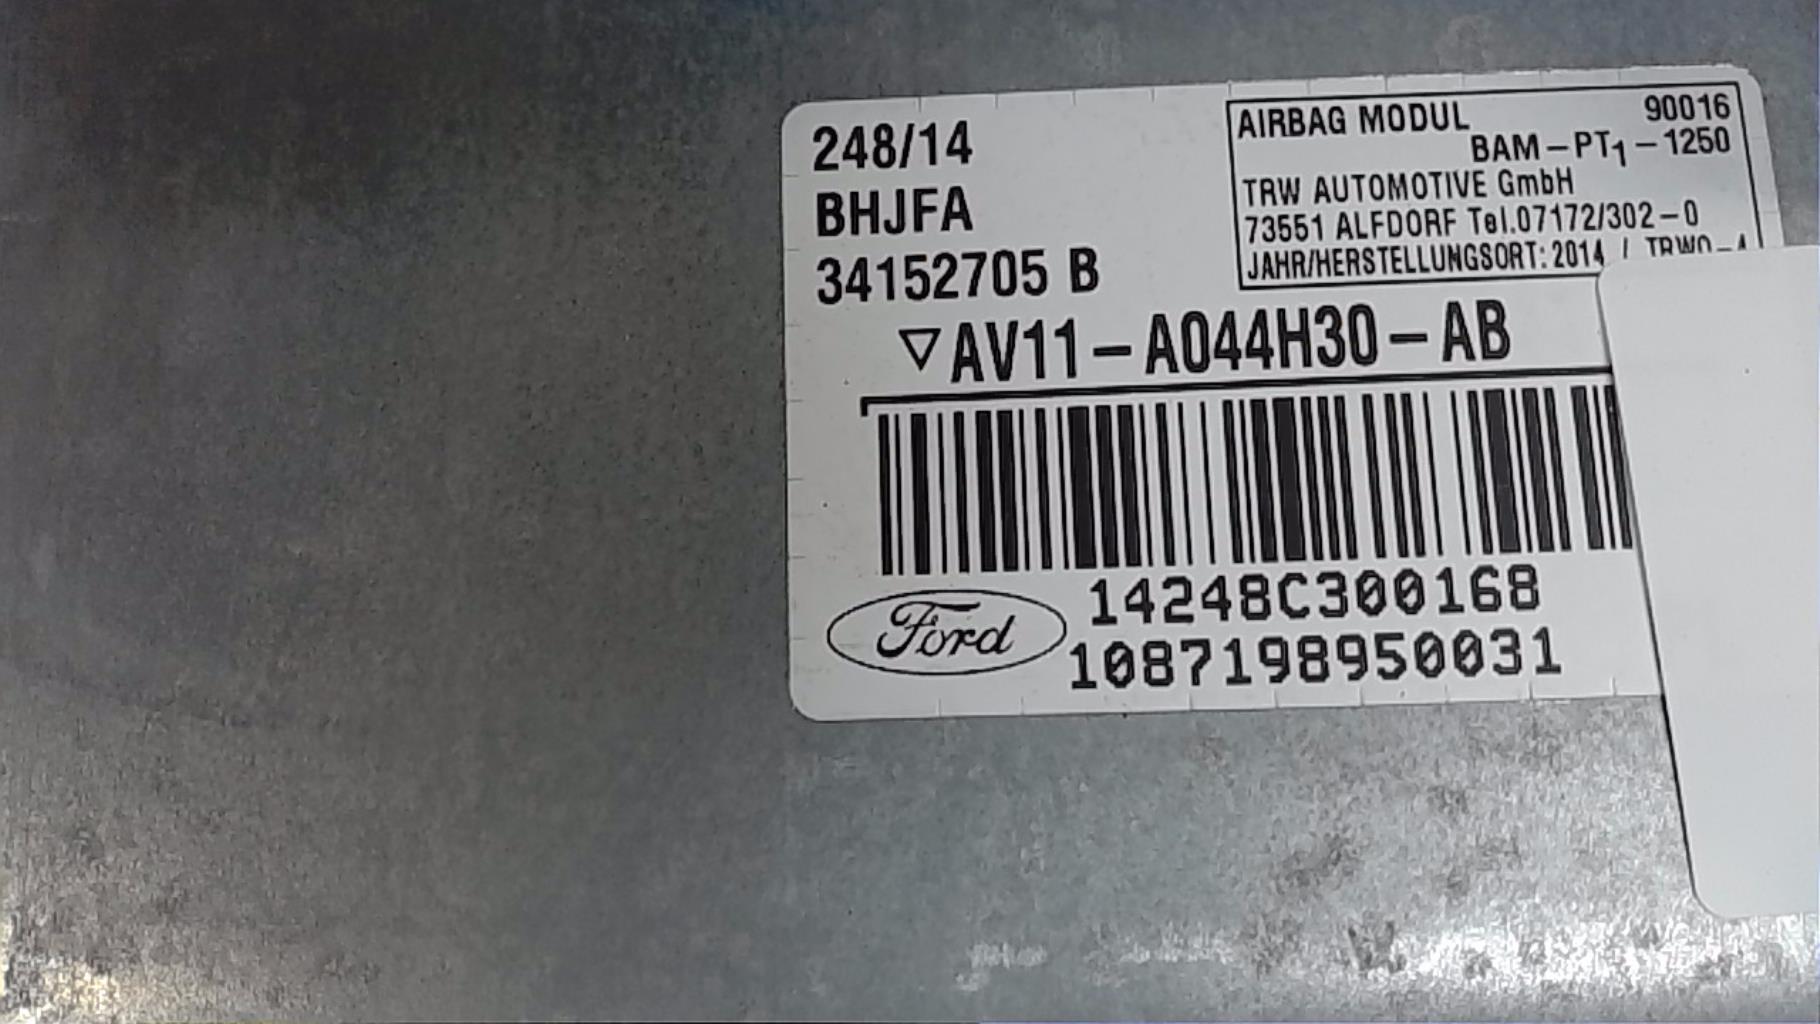 248/14
BHJFA
34152705 B
AIRBAG MODUL 90016
BAM-PT1-1250
TRW AUTOMOTIVE GmbH
73551 ALFDORF Tel.07172/302-0
JAHR/HERSTELLUNGSORT: 2014 /
▽AV11-A044H30-AB
Ford
14248C300168
1087198950031